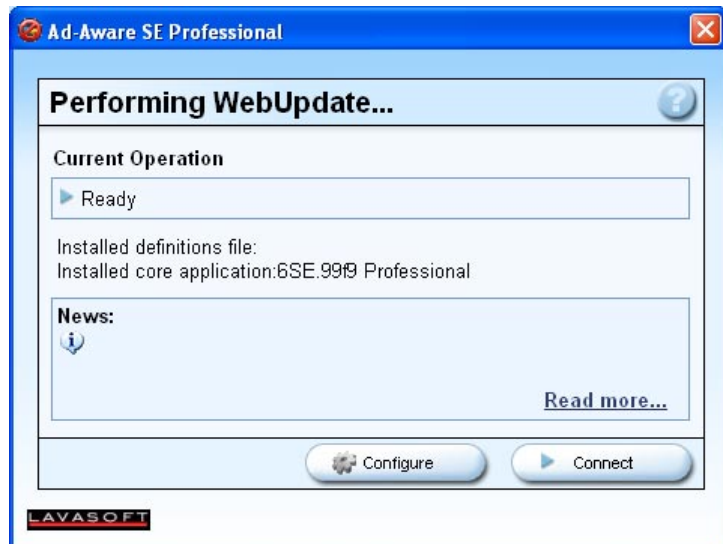 Ad-Aware SE Professional
Performing WebUpdate...
Current Operation
Ready
Installed definitions file:
Installed core application:6SE.99f9 Professional
News:
Read more...
Configure
Connect
LAVASOFT